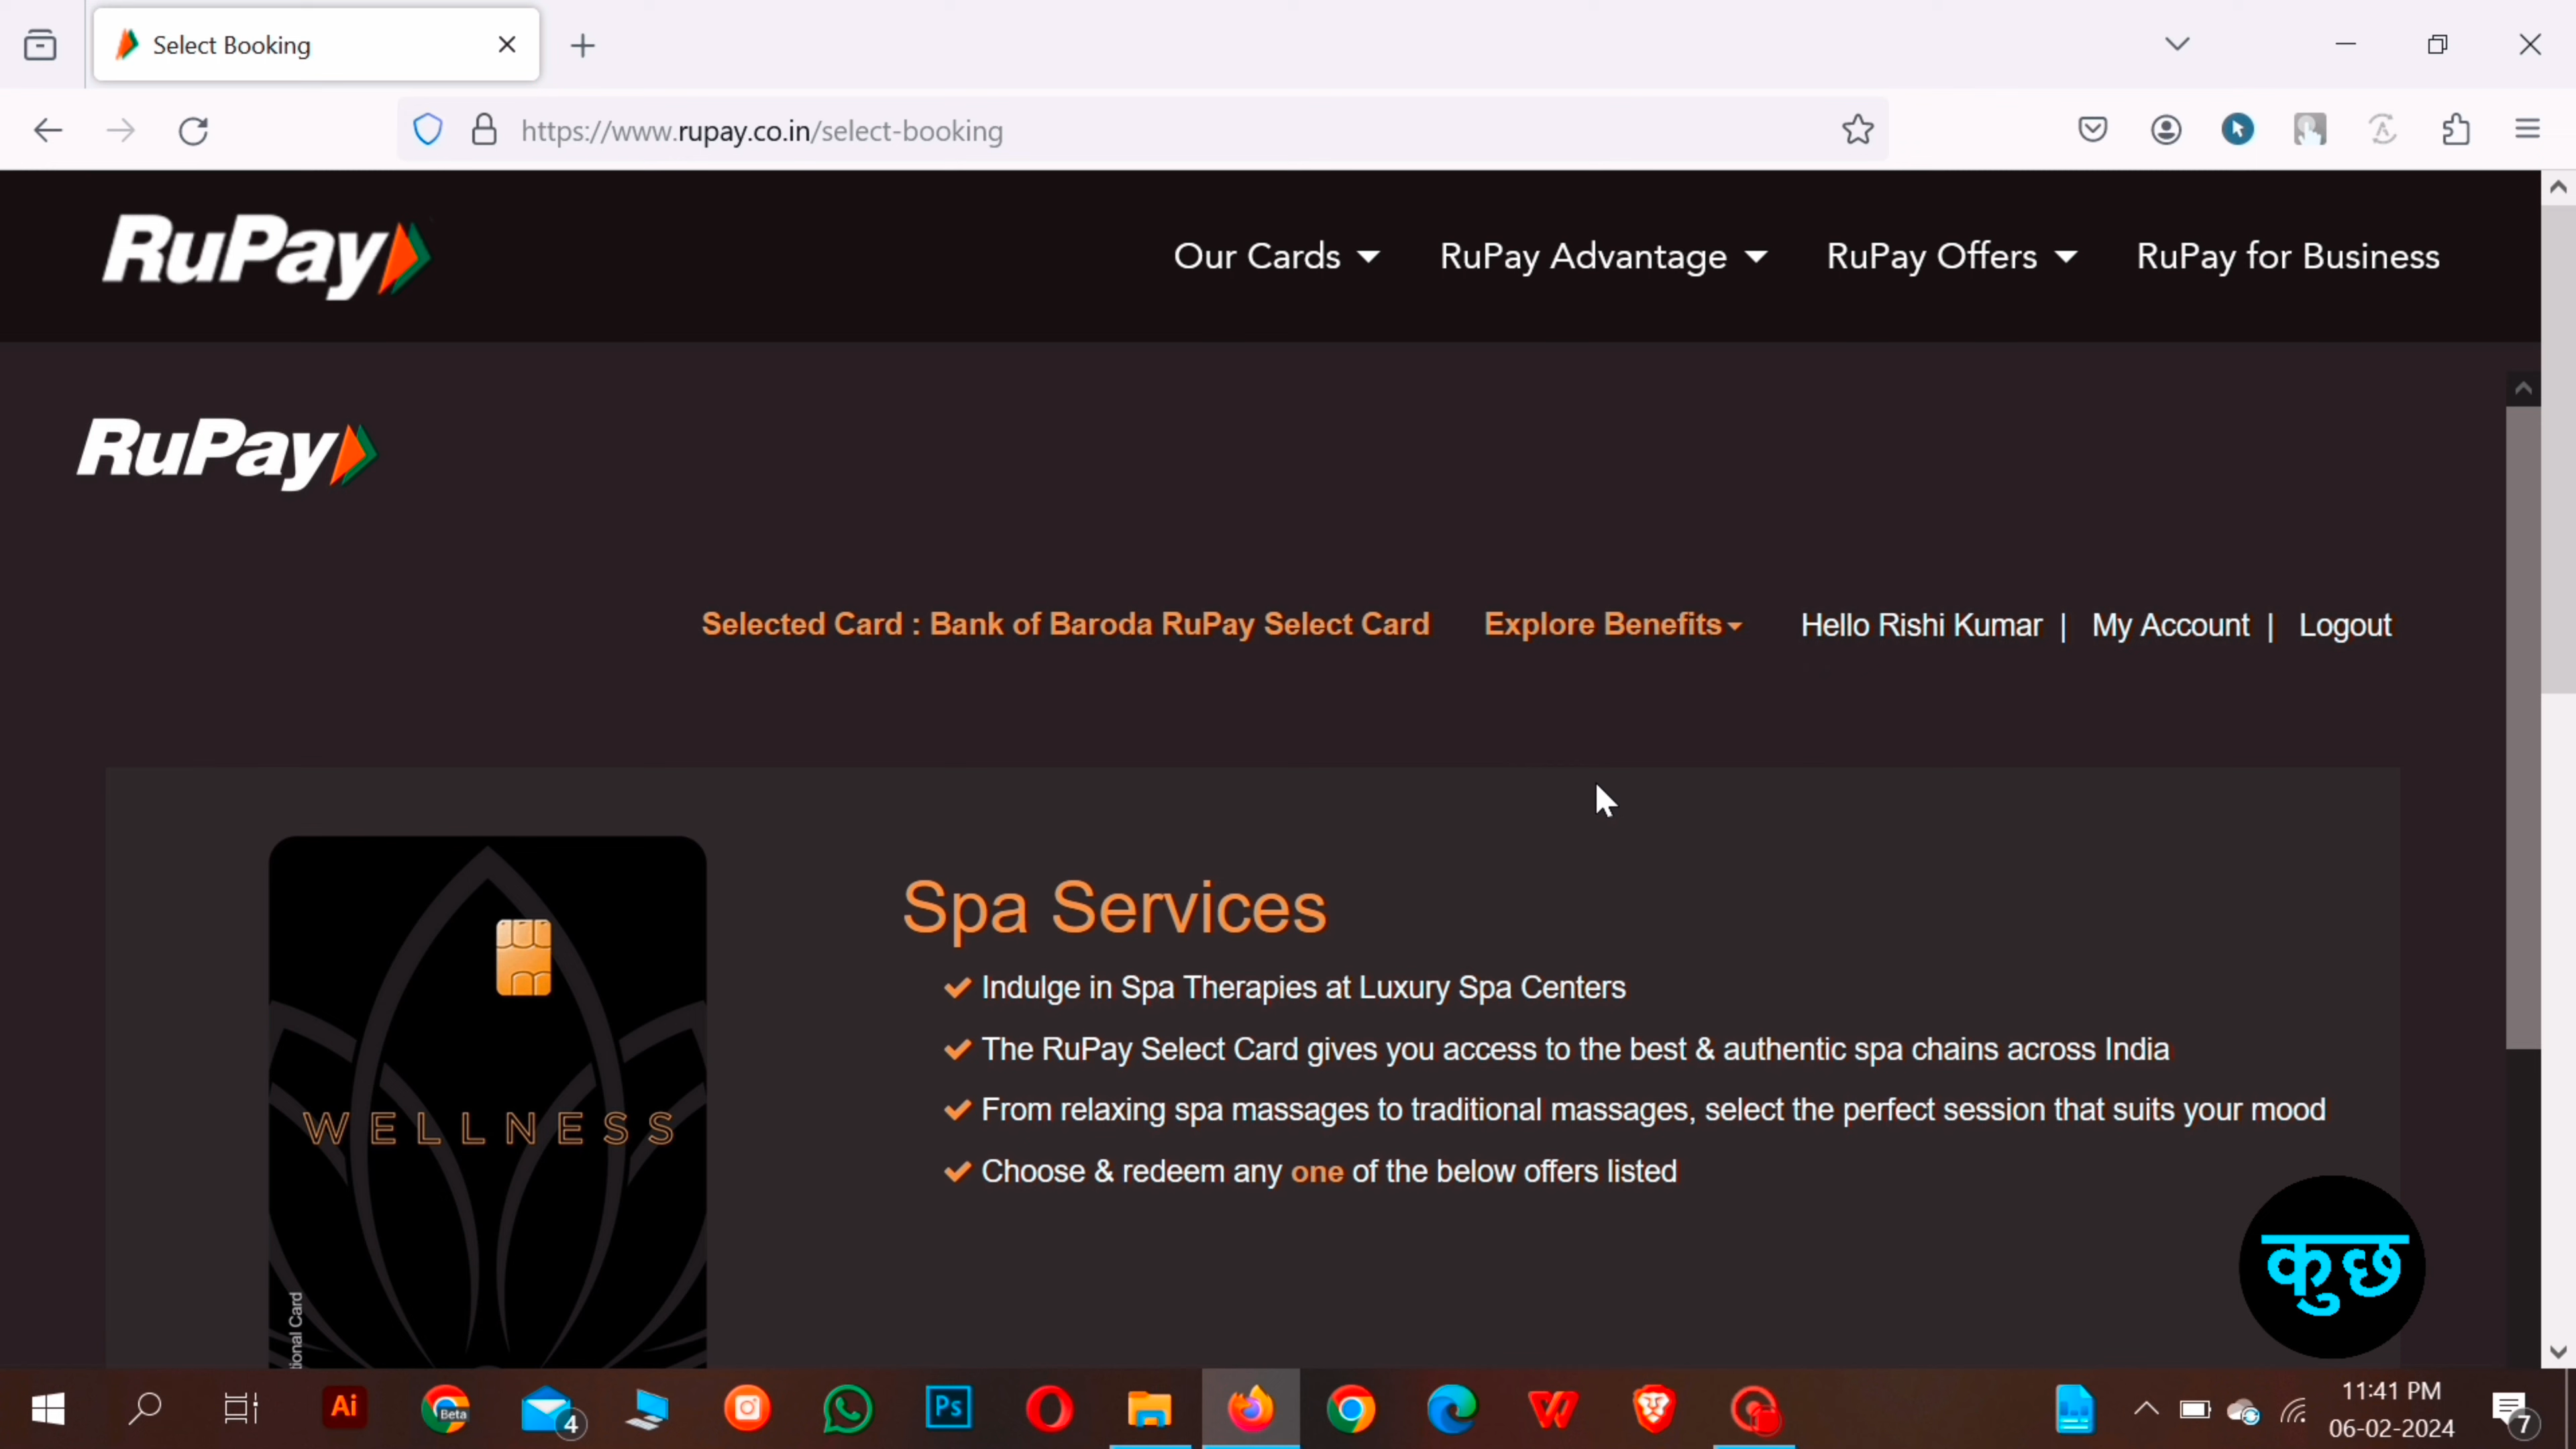 Select Booking
https://www.rupay.co.in/select-booking
RuPay
Our Cards
RuPay Advantage
RuPay Offers
RuPay for Business
RuPay
Selected Card : Bank of Baroda RuPay Select Card
Explore Benefits
Hello Rishi Kumar |
My Account |
Logout
Spa Services
Indulge in Spa Therapies at Luxury Spa Centers
The RuPay Select Card gives you access to the best & authentic spa chains across India
From relaxing spa massages to traditional massages, select the perfect session that suits your mood
Choose & redeem any one of the below offers listed
WELLNESS
Card
कुछ
Ai
Beta
4
Ps
11:41 PM
06-02-2024
7